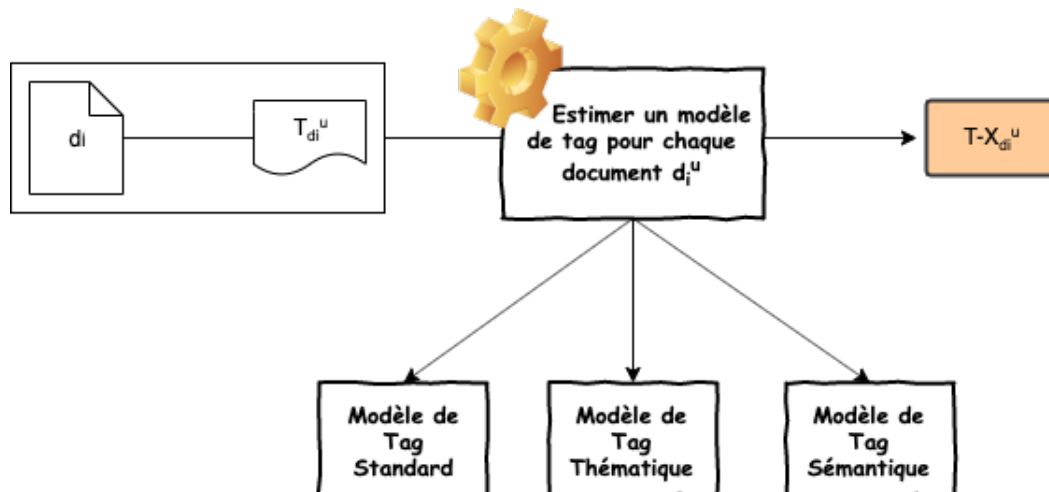 di
T_di^u
Estimer un modèle
de tag pour chaque
document d_i^u
T-X_di^u
Modèle de
Tag
Standard
Modèle de
Tag
Thématique
Modèle de
Tag
Sémantique